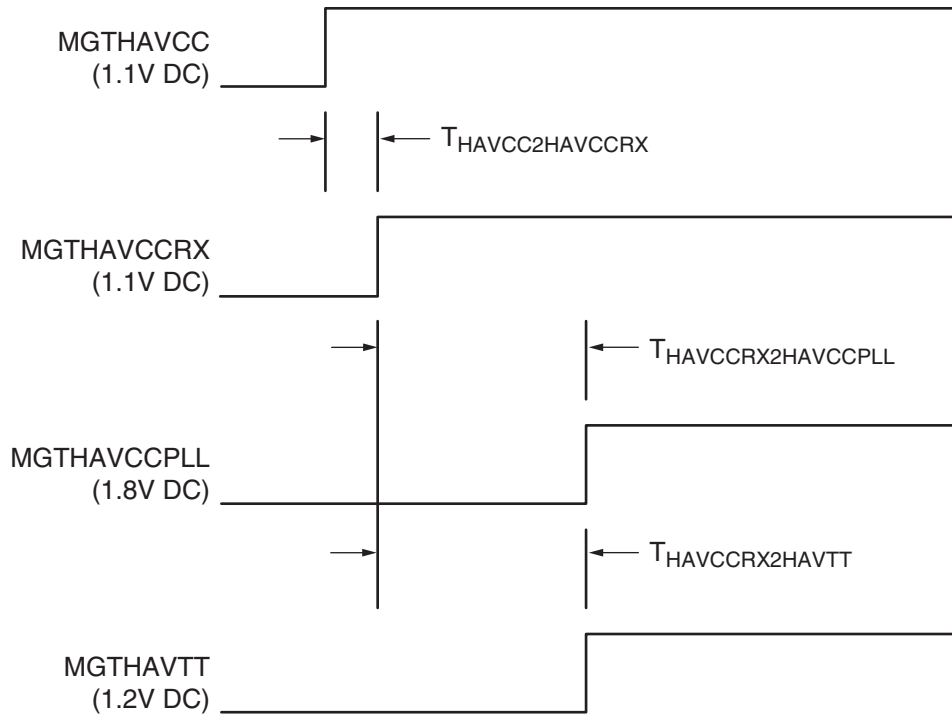 MGTHAVCC
(1.1V DC)
THAVCC2HAVCCRX
MGTHAVCCRX
(1.1V DC)
THAVCCRX2HAVCCPLL
MGTHAVCCPLL
(1.8V DC)
THAVCCRX2HAVTT
MGTHAVTT
(1.2V DC)